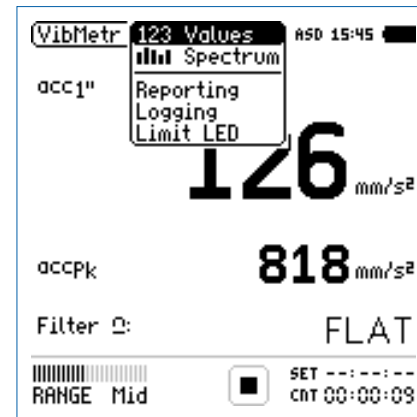 VibMetr 123 Values ASD 15:45
Spectrum
acc1" Reporting
Logging
Limit LED
126 mm/s²
accPk 818 mm/s²
Filter Ω: FLAT
SET --:--:--
RANGE Mid CNT 00:00:09